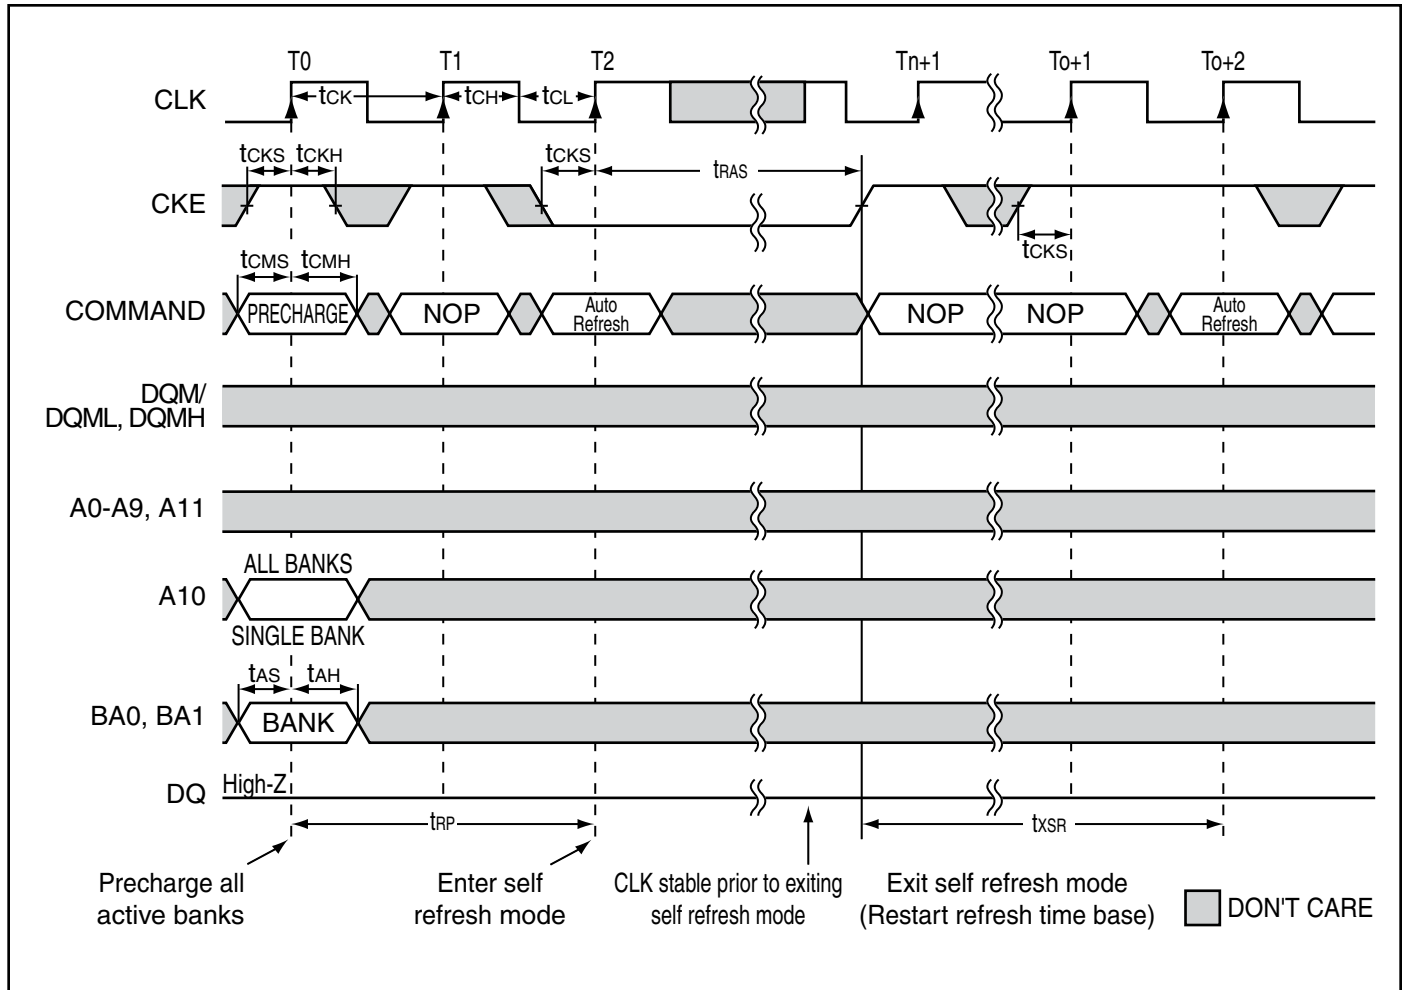 T0 T1 T2 Tn+1 To+1 To+2
CLK tCK tCH tCL
tCKS tCKH tCKS tRAS
CKE
tCKS
tCMS tCMH
COMMAND PRECHARGE NOP Auto Refresh NOP NOP Auto Refresh
DQM/
DQML, DQMH
A0-A9, A11
ALL BANKS
A10
SINGLE BANK
tAS tAH
BA0, BA1 BANK
DQ High-Z
tRP tXSR
Precharge all
active banks
Enter self
refresh mode
CLK stable prior to exiting
self refresh mode
Exit self refresh mode
(Restart refresh time base)
DON'T CARE